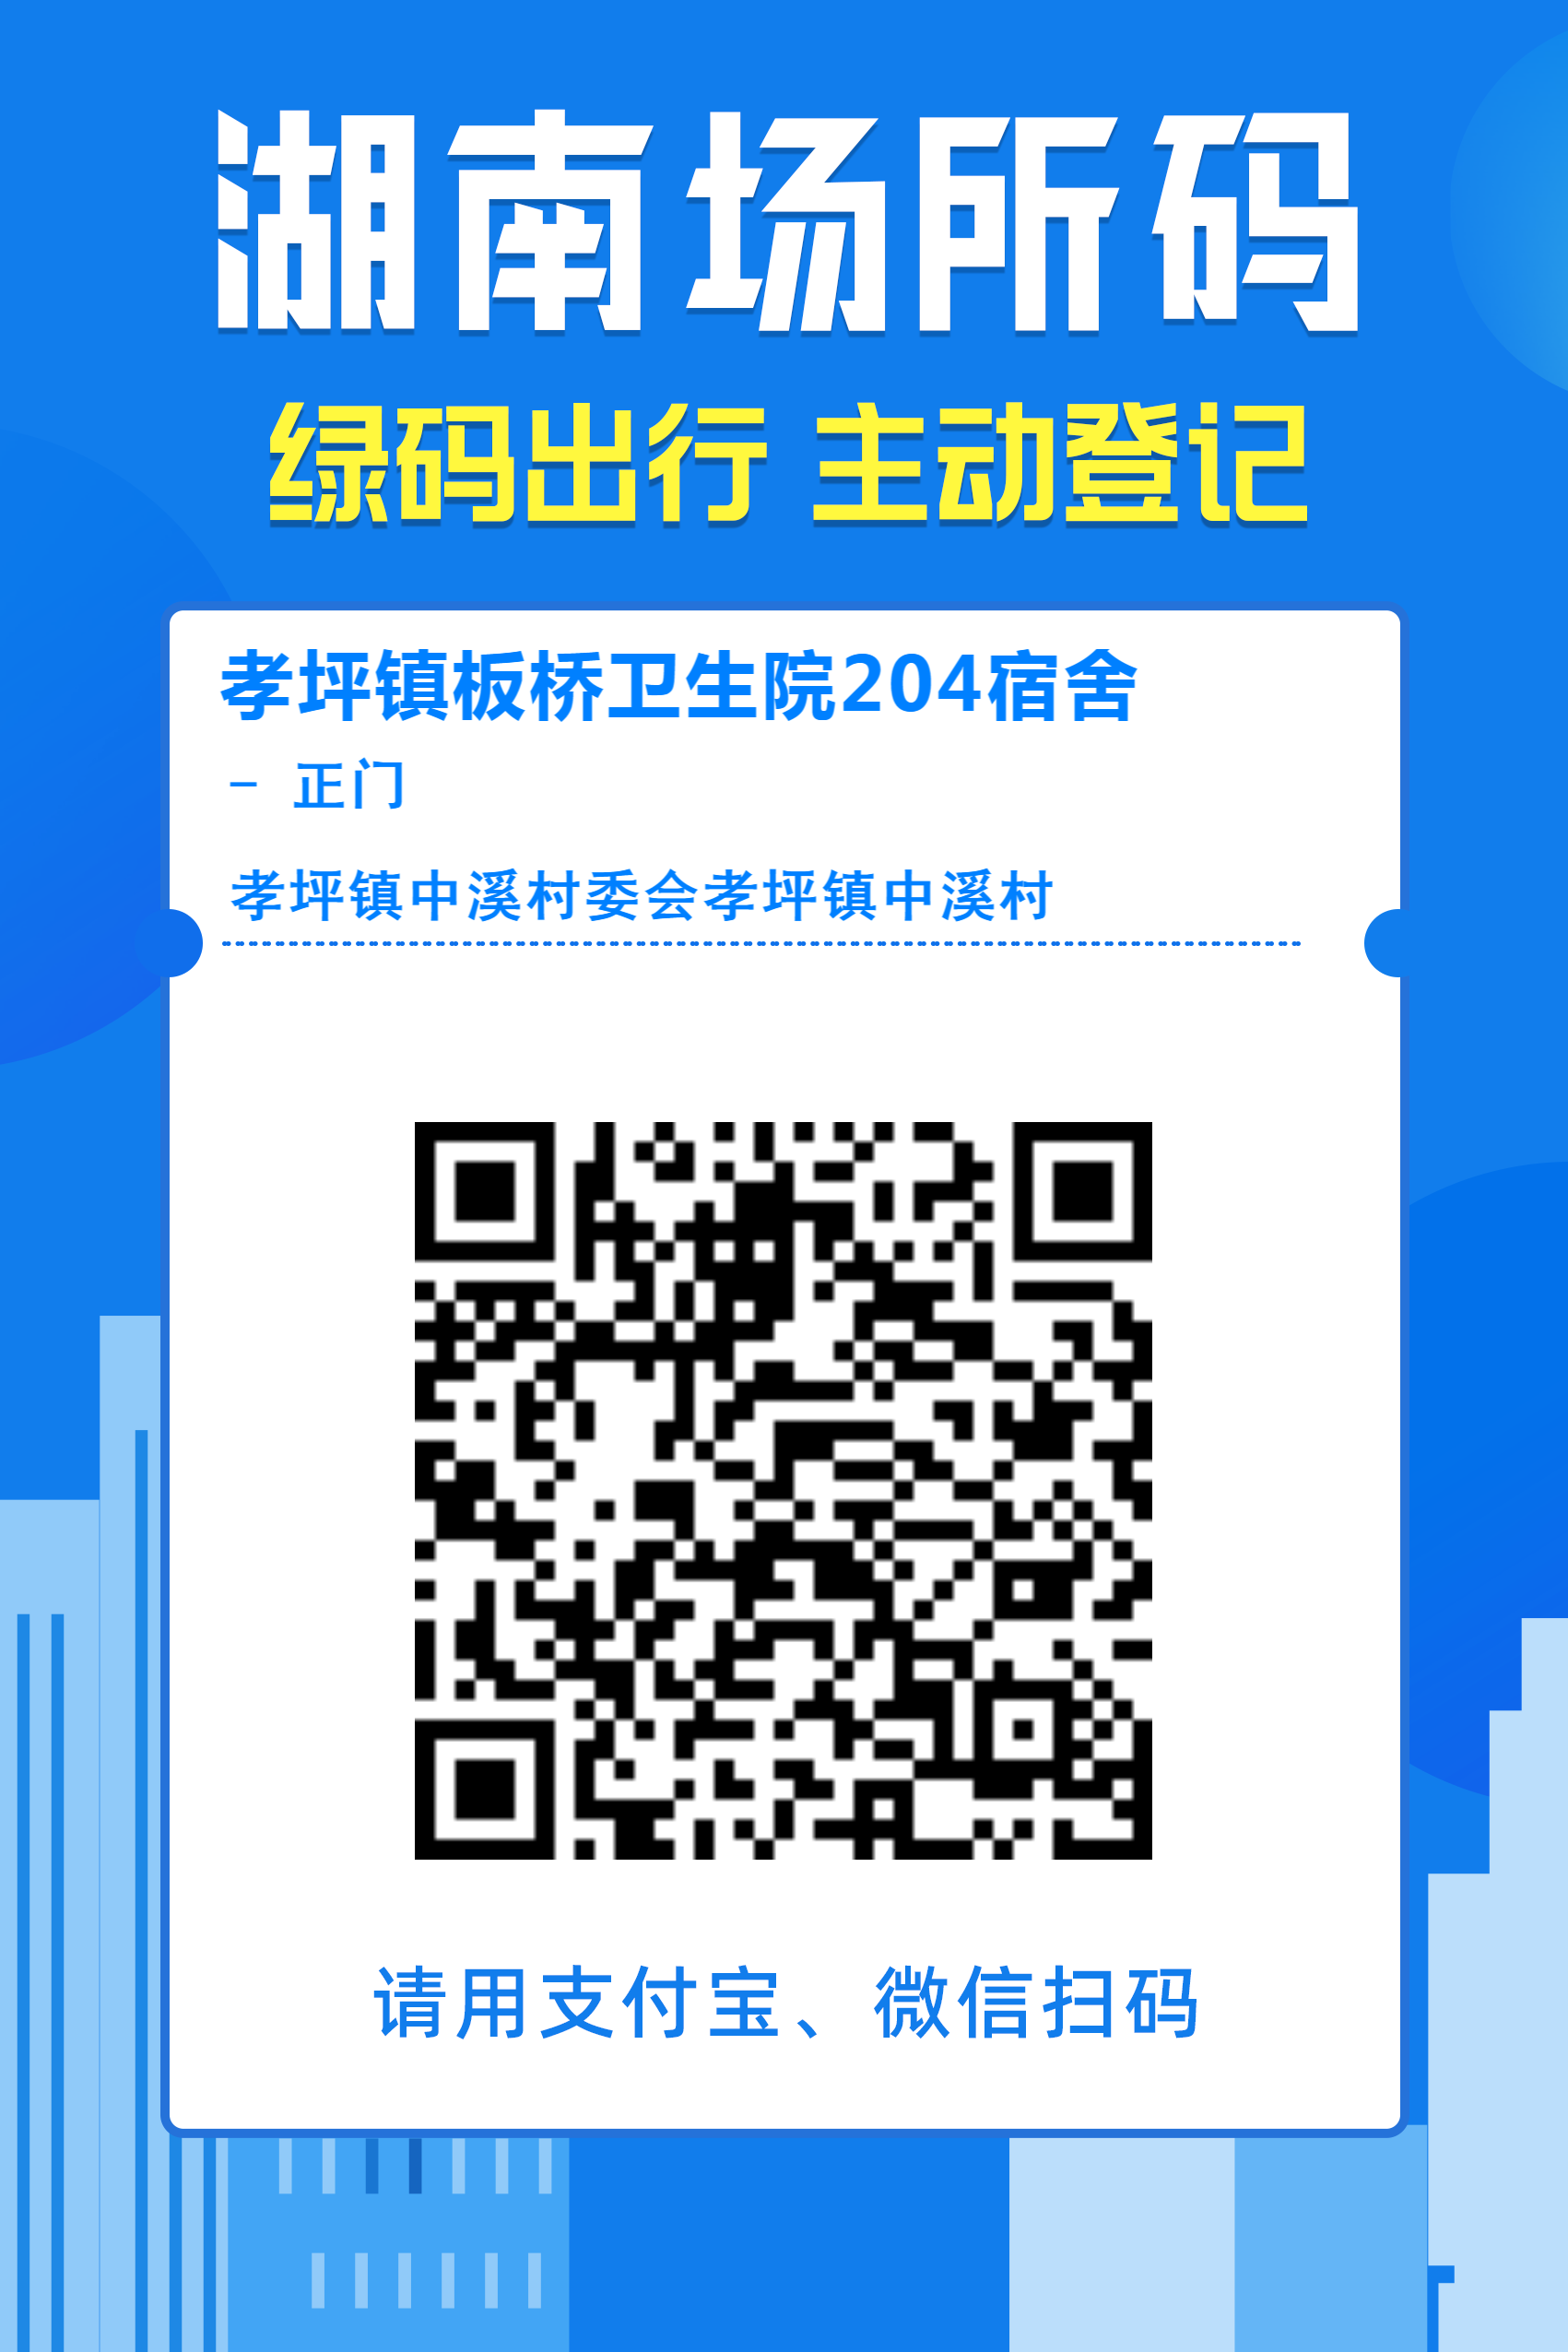 湖南场所码
绿码出行 主动登记
孝坪镇板桥卫生院204宿舍
– 正门
孝坪镇中溪村委会孝坪镇中溪村
请用支付宝、微信扫码